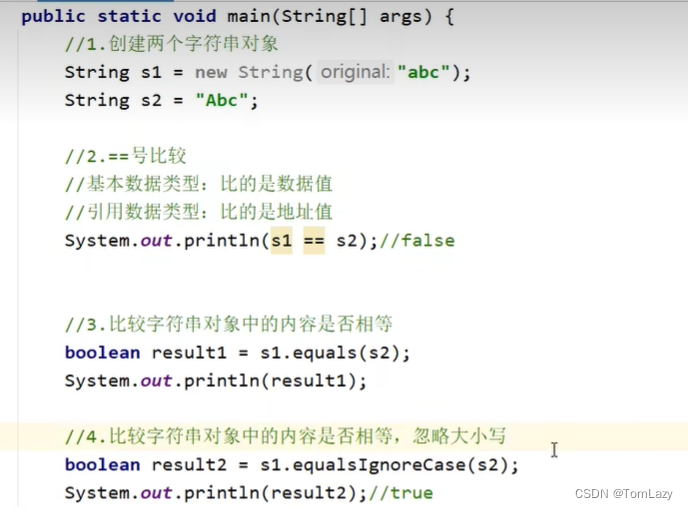 public static void main(String[] args) {
//1.创建两个字符串对象
String s1 = new String( original: "abc");
String s2 = "Abc";
//2.==号比较
//基本数据类型：比的是数据值
//引用数据类型：比的是地址值
System.out.println(s1 == s2);//false
//3.比较字符串对象中的内容是否相等
boolean result1 = s1.equals(s2);
System.out.println(result1);
//4.比较字符串对象中的内容是否相等，忽略大小写
boolean result2 = s1.equalsIgnoreCase(s2);
System.out.println(result2);//true
CSDN @TomLazy